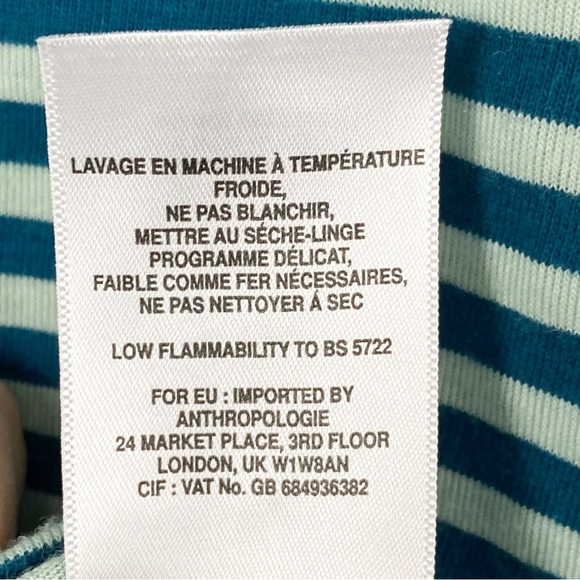 LAVAGE EN MACHINE À TEMPÉRATURE
FROIDE,
NE PAS BLANCHIR,
METTRE AU SÉCHE-LINGE
PROGRAMME DÉLICAT,
FAIBLE COMME FER NÉCESSAIRES,
NE PAS NETTOYER Á SEC
LOW FLAMMABILITY TO BS 5722
FOR EU : IMPORTED BY
ANTHROPOLOGIE
24 MARKET PLACE, 3RD FLOOR
LONDON, UK W1W8AN
CIF : VAT No. GB 684936382